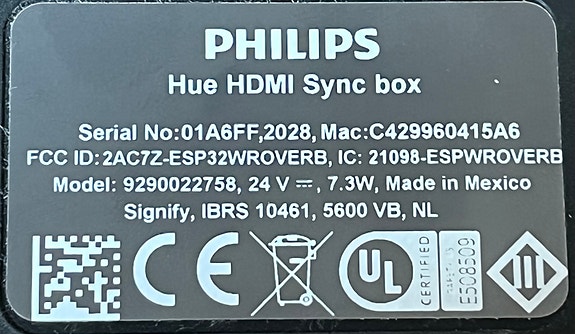 PHILIPS
Hue HDMI Sync box
Serial No:01A6FF,2028, Mac:C429960415A6
FCC ID: 2AC7Z-ESP32WROVERB, IC: 21098-ESPWROVERB
Model: 9290022758, 24 V ⎓, 7.3W, Made in Mexico
Signify, IBRS 10461, 5600 VB, NL
CE
UL
CERTIFIED
E508509